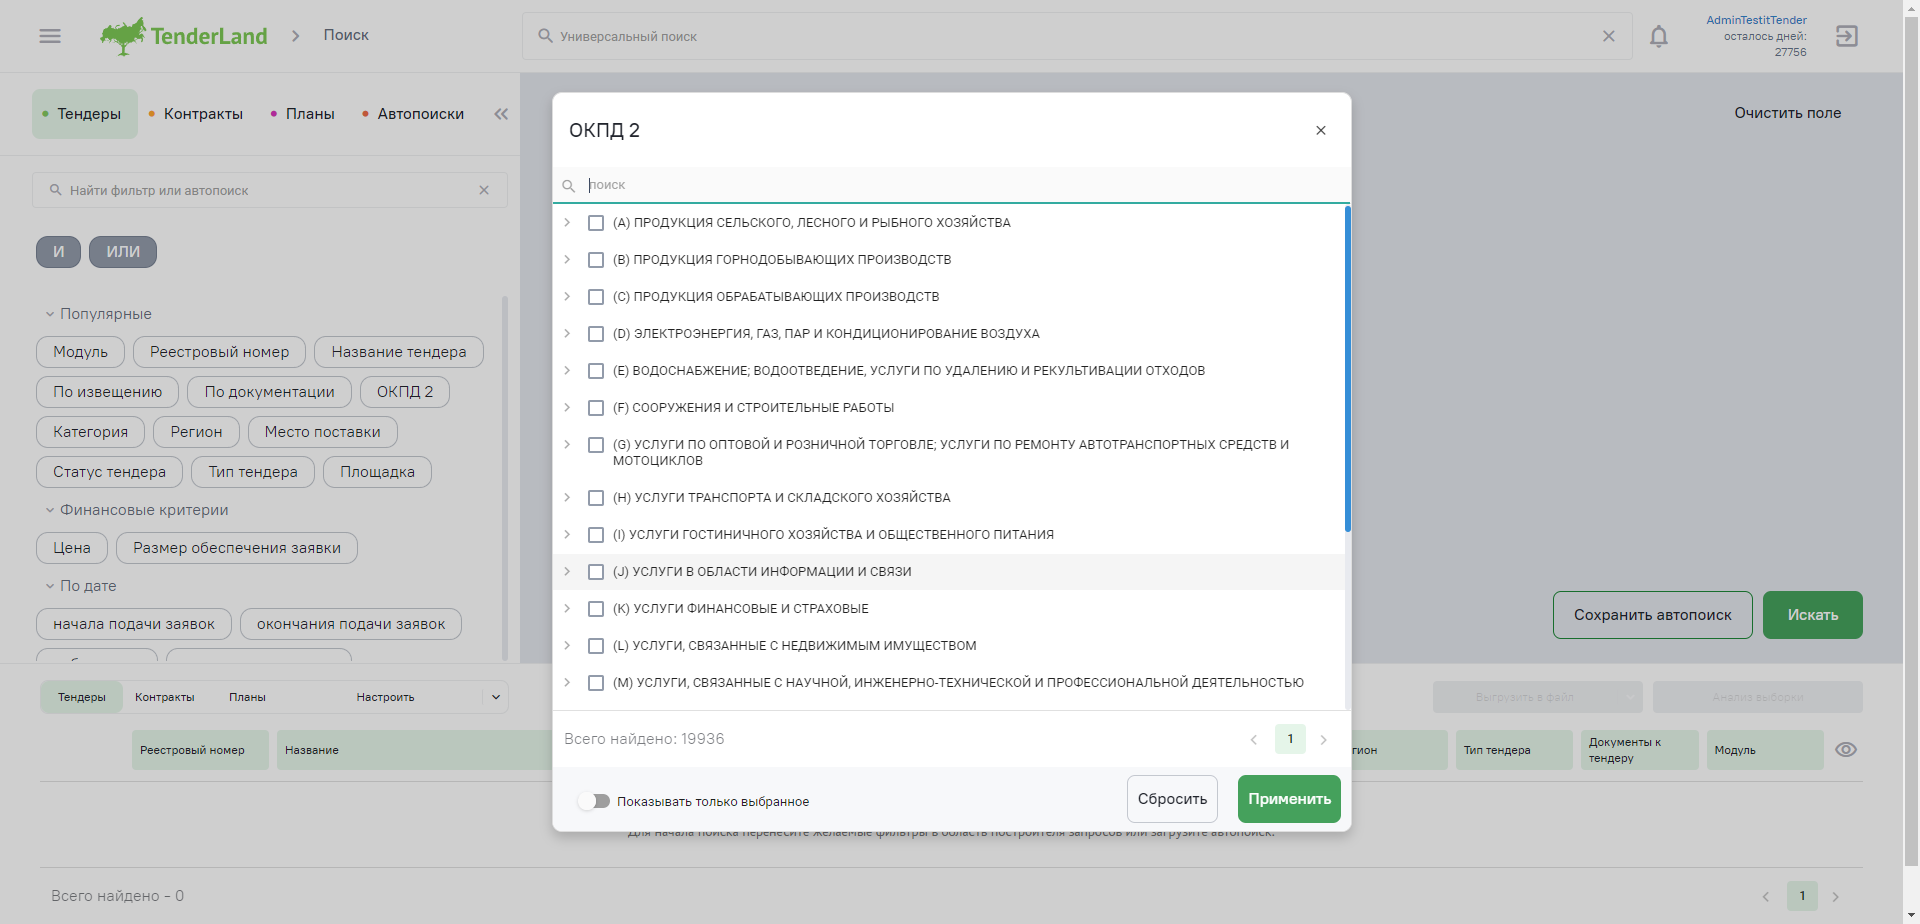 TenderLand
Поиск
Универсальный поиск
AdminTestitTender
осталось дней:
27756
Тендеры
Контракты
Планы
Автопоиски
Очистить поле
Найти фильтр или автопоиск
И
ИЛИ
Популярные
Модуль
Реестровый номер
Название тендера
По извещению
По документации
ОКПД 2
Категория
Регион
Место поставки
Статус тендера
Тип тендера
Площадка
Финансовые критерии
Цена
Размер обеспечения заявки
По дате
начала подачи заявок
окончания подачи заявок
ОКПД 2
поиск
(A) ПРОДУКЦИЯ СЕЛЬСКОГО, ЛЕСНОГО И РЫБНОГО ХОЗЯЙСТВА
(B) ПРОДУКЦИЯ ГОРНОДОБЫВАЮЩИХ ПРОИЗВОДСТВ
(C) ПРОДУКЦИЯ ОБРАБАТЫВАЮЩИХ ПРОИЗВОДСТВ
(D) ЭЛЕКТРОЭНЕРГИЯ, ГАЗ, ПАР И КОНДИЦИОНИРОВАНИЕ ВОЗДУХА
(E) ВОДОСНАБЖЕНИЕ; ВОДООТВЕДЕНИЕ, УСЛУГИ ПО УДАЛЕНИЮ И РЕКУЛЬТИВАЦИИ ОТХОДОВ
(F) СООРУЖЕНИЯ И СТРОИТЕЛЬНЫЕ РАБОТЫ
(G) УСЛУГИ ПО ОПТОВОЙ И РОЗНИЧНОЙ ТОРГОВЛЕ; УСЛУГИ ПО РЕМОНТУ АВТОТРАНСПОРТНЫХ СРЕДСТВ И
МОТОЦИКЛОВ
(H) УСЛУГИ ТРАНСПОРТА И СКЛАДСКОГО ХОЗЯЙСТВА
(I) УСЛУГИ ГОСТИНИЧНОГО ХОЗЯЙСТВА И ОБЩЕСТВЕННОГО ПИТАНИЯ
(J) УСЛУГИ В ОБЛАСТИ ИНФОРМАЦИИ И СВЯЗИ
(K) УСЛУГИ ФИНАНСОВЫЕ И СТРАХОВЫЕ
(L) УСЛУГИ, СВЯЗАННЫЕ С НЕДВИЖИМЫМ ИМУЩЕСТВОМ
(M) УСЛУГИ, СВЯЗАННЫЕ С НАУЧНОЙ, ИНЖЕНЕРНО-ТЕХНИЧЕСКОЙ И ПРОФЕССИОНАЛЬНОЙ ДЕЯТЕЛЬНОСТЬЮ
Всего найдено: 19936
1
Показывать только выбранное
Сбросить
Применить
Сохранить автопоиск
Искать
Тендеры
Контракты
Планы
Настроить
Выгрузить в файл
Анализ выборки
Реестровый номер
Название
гион
Тип тендера
Документы к
тендеру
Модуль
Для начала поиска перенесите желаемые фильтры в область построителя запросов или загрузите автопоиск.
Всего найдено - 0
1